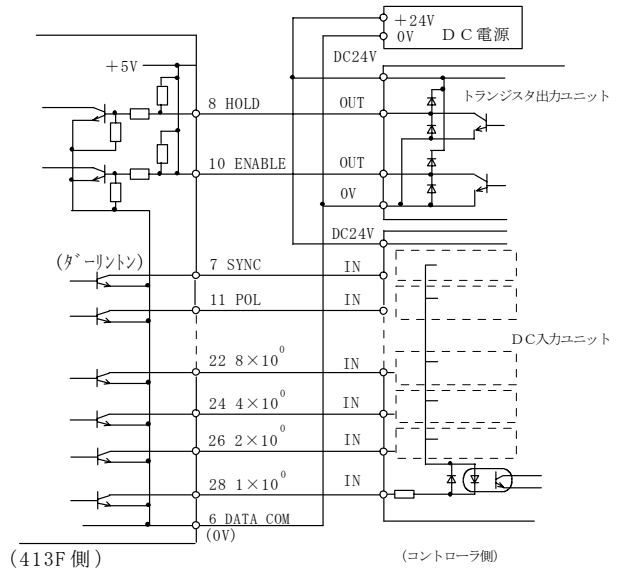 +24V
0V DC電源
DC24V
+5V
トランジスタ出力ユニット
8 HOLD OUT
10 ENABLE OUT
0V
DC24V
(ダーリントン)
7 SYNC IN
11 POL IN
DC入力ユニット
22 8×10⁰ IN
24 4×10⁰ IN
26 2×10⁰ IN
28 1×10⁰ IN
6 DATA COM
(0V)
(413F側)
(コントローラ側)